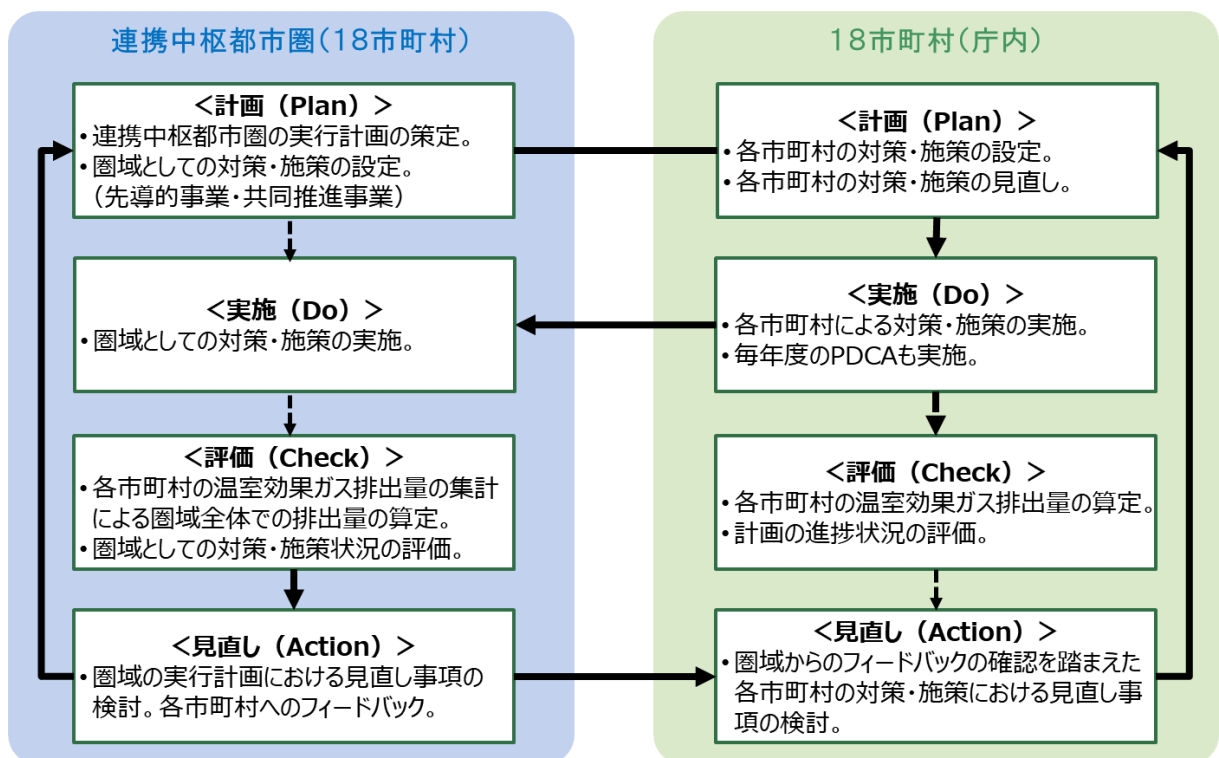 連携中枢都市圏（18市町村）
＜計画（Plan）＞
•連携中枢都市圏の実行計画の策定。
•圏域としての対策・施策の設定。
（先導的事業・共同推進事業）
＜実施（Do）＞
•圏域としての対策・施策の実施。
＜評価（Check）＞
•各市町村の温室効果ガス排出量の集計
による圏域全体での排出量の算定。
•圏域としての対策・施策状況の評価。
＜見直し（Action）＞
•圏域の実行計画における見直し事項の
検討。各市町村へのフィードバック。
18市町村（庁内）
＜計画（Plan）＞
•各市町村の対策・施策の設定。
•各市町村の対策・施策の見直し。
＜実施（Do）＞
•各市町村による対策・施策の実施。
•毎年度のPDCAも実施。
＜評価（Check）＞
•各市町村の温室効果ガス排出量の算定。
•計画の進捗状況の評価。
＜見直し（Action）＞
•圏域からのフィードバックの確認を踏まえた
各市町村の対策・施策における見直し事
項の検討。